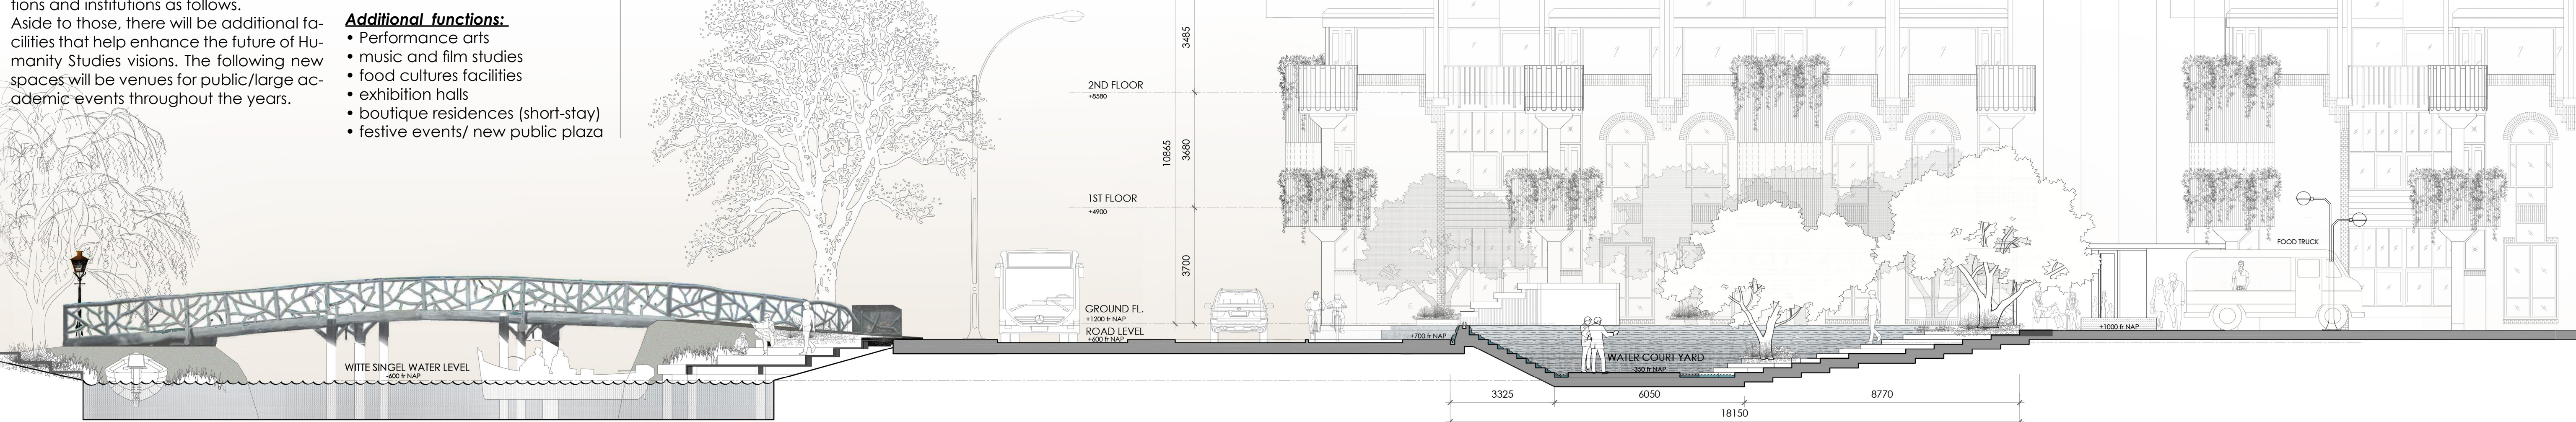 tions and institutions as follows.
Aside to those, there will be additional fa-
cilities that help enhance the future of Hu-
manity Studies visions. The following new
spaces will be venues for public/large ac-
ademic events throughout the years.
Additional functions:
• Performance arts
• music and film studies
• food cultures facilities
• exhibition halls
• boutique residences (short-stay)
• festive events/ new public plaza
WITTE SINGEL WATER LEVEL
-600 fr NAP
2ND FLOOR
+8580
1ST FLOOR
+4900
GROUND FL.
+1200 fr NAP
ROAD LEVEL
+600 fr NAP
3485
3680
10865
3700
+700 fr NAP
WATER COURT YARD
-350 fr NAP
+1000 fr NAP
FOOD TRUCK
3325
6050
8770
18150